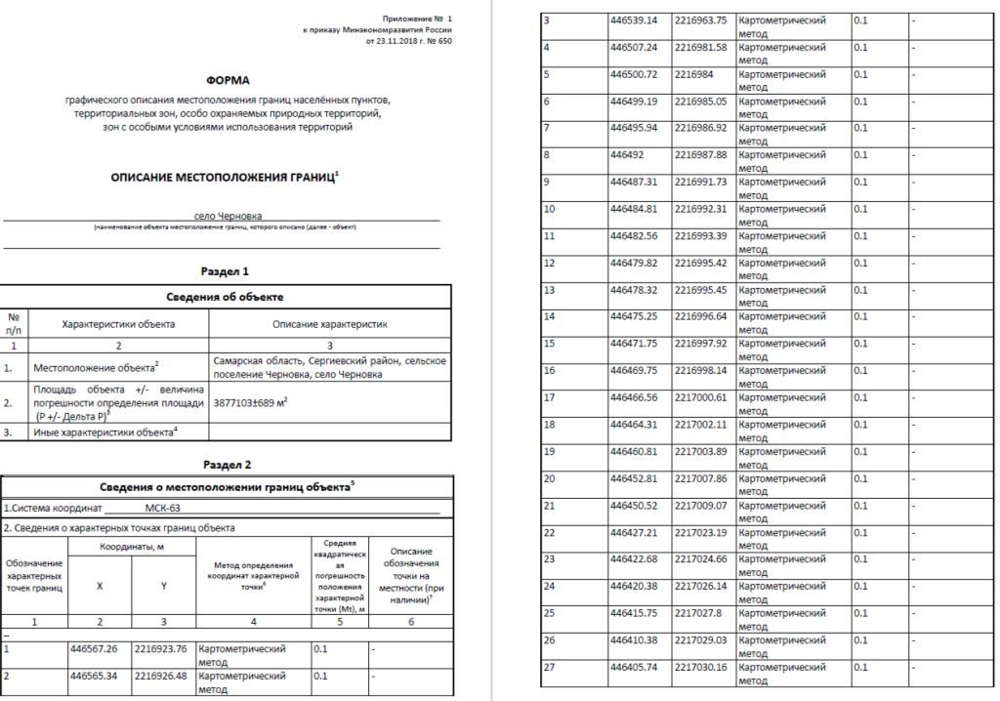 Приложение № 1
к приказу Минэкономразвития России
от 23.11.2018 г. № 650
ФОРМА
графического описания местоположения границ населённых пунктов,
территориальных зон, особо охраняемых природных территорий,
зон с особыми условиями использования территорий
ОПИСАНИЕ МЕСТОПОЛОЖЕНИЯ ГРАНИЦ1
село Черновка
(наименование объекта местоположение границ, которого описано (далее - объект)
Раздел 1
Сведения об объекте
№ Характеристики объекта Описание характеристик
п/п
1 2 3
1. Местоположение объекта2 Самарская область, Сергиевский район, сельское
поселение Черновка, село Черновка
Площадь объекта +/- величина
2. погрешности определения площади 3877103±689 м2
(Р +/- Дельта Р)3
3. Иные характеристики объекта4
Раздел 2
Сведения о местоположении границ объекта5
1.Система координат МСК-63
2. Сведения о характерных точках границ объекта
Обозначение
характерных
точек границ
Координаты, м
X Y
Метод определения
координат характерной
точки6
Средняя
квадратическ
ая
погрешность
положения
характерной
точки (Mt), м
Описание
обозначения
точки на
местности (при
наличии)7
1 2 3 4 5 6
–
1 446567.26 2216923.76 Картометрический 0.1 -
метод
2 446565.34 2216926.48 Картометрический 0.1 -
метод
3 446539.14 2216963.75 Картометрический 0.1 -
метод
4 446507.24 2216981.58 Картометрический 0.1 -
метод
5 446500.72 2216984 Картометрический 0.1 -
метод
6 446499.19 2216985.05 Картометрический 0.1 -
метод
7 446495.94 2216986.92 Картометрический 0.1 -
метод
8 446492 2216987.88 Картометрический 0.1 -
метод
9 446487.31 2216991.73 Картометрический 0.1 -
метод
10 446484.81 2216992.31 Картометрический 0.1 -
метод
11 446482.56 2216993.39 Картометрический 0.1 -
метод
12 446479.82 2216995.42 Картометрический 0.1 -
метод
13 446478.32 2216995.45 Картометрический 0.1 -
метод
14 446475.25 2216996.64 Картометрический 0.1 -
метод
15 446471.75 2216997.92 Картометрический 0.1 -
метод
16 446469.75 2216998.14 Картометрический 0.1 -
метод
17 446466.56 2217000.61 Картометрический 0.1 -
метод
18 446464.31 2217002.11 Картометрический 0.1 -
метод
19 446460.81 2217003.89 Картометрический 0.1 -
метод
20 446452.81 2217007.86 Картометрический 0.1 -
метод
21 446450.52 2217009.07 Картометрический 0.1 -
метод
22 446427.21 2217023.19 Картометрический 0.1 -
метод
23 446422.68 2217024.66 Картометрический 0.1 -
метод
24 446420.38 2217026.14 Картометрический 0.1 -
метод
25 446415.75 2217027.8 Картометрический 0.1 -
метод
26 446410.38 2217029.03 Картометрический 0.1 -
метод
27 446405.74 2217030.16 Картометрический 0.1 -
метод